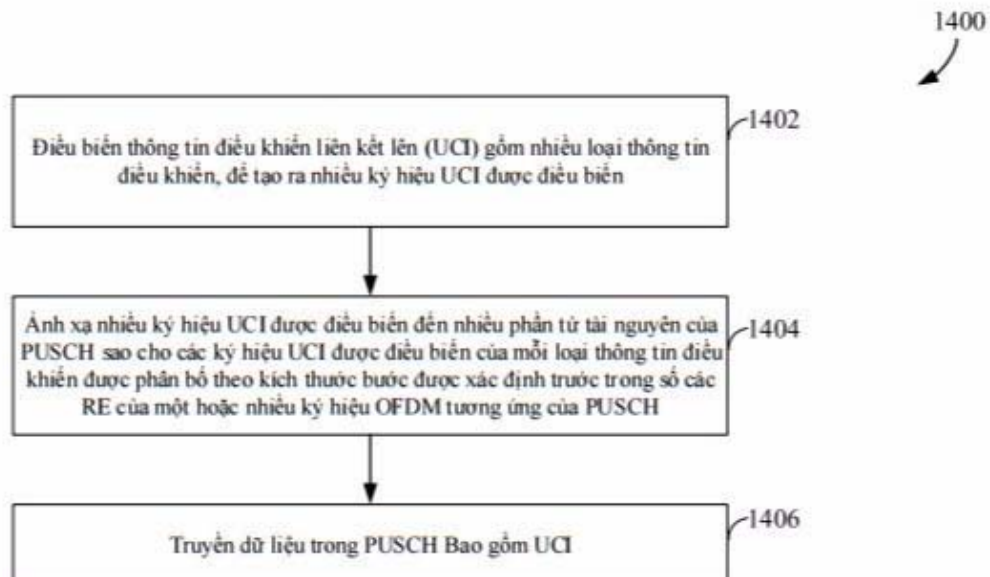 1400
Điều biến thông tin điều khiển liên kết lên (UCI) gồm nhiều loại thông tin
điều khiển, để tạo ra nhiều ký hiệu UCI được điều biến
1402
Ánh xạ nhiều ký hiệu UCI được điều biến đến nhiều phần tử tài nguyên của
PUSCH sao cho các ký hiệu UCI được điều biến của mỗi loại thông tin điều
khiển được phân bố theo kích thước bước được xác định trước trong số các
RE của một hoặc nhiều ký hiệu OFDM tương ứng của PUSCH
1404
Truyền dữ liệu trong PUSCH Bao gồm UCI
1406